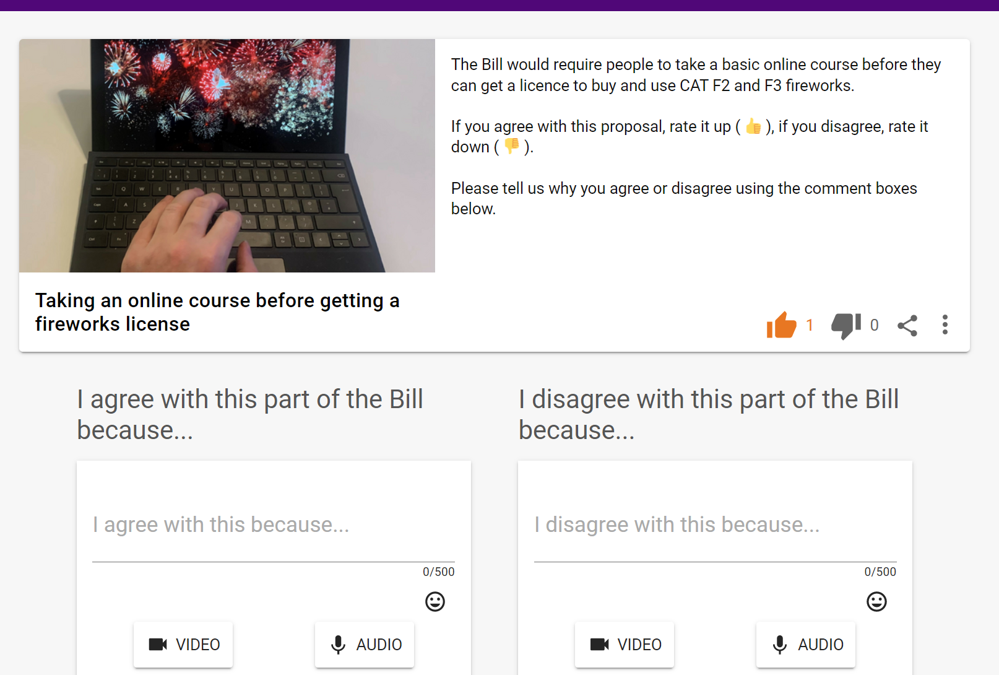 The Bill would require people to take a basic online course before they
can get a licence to buy and use CAT F2 and F3 fireworks.
If you agree with this proposal, rate it up ( 👍 ), if you disagree, rate it
down ( 👎 ).
Please tell us why you agree or disagree using the comment boxes
below.
Taking an online course before getting a
fireworks license
1
0
I agree with this part of the Bill
because...
I disagree with this part of the Bill
because...
I agree with this because...
0/500
VIDEO
AUDIO
I disagree with this because...
0/500
VIDEO
AUDIO